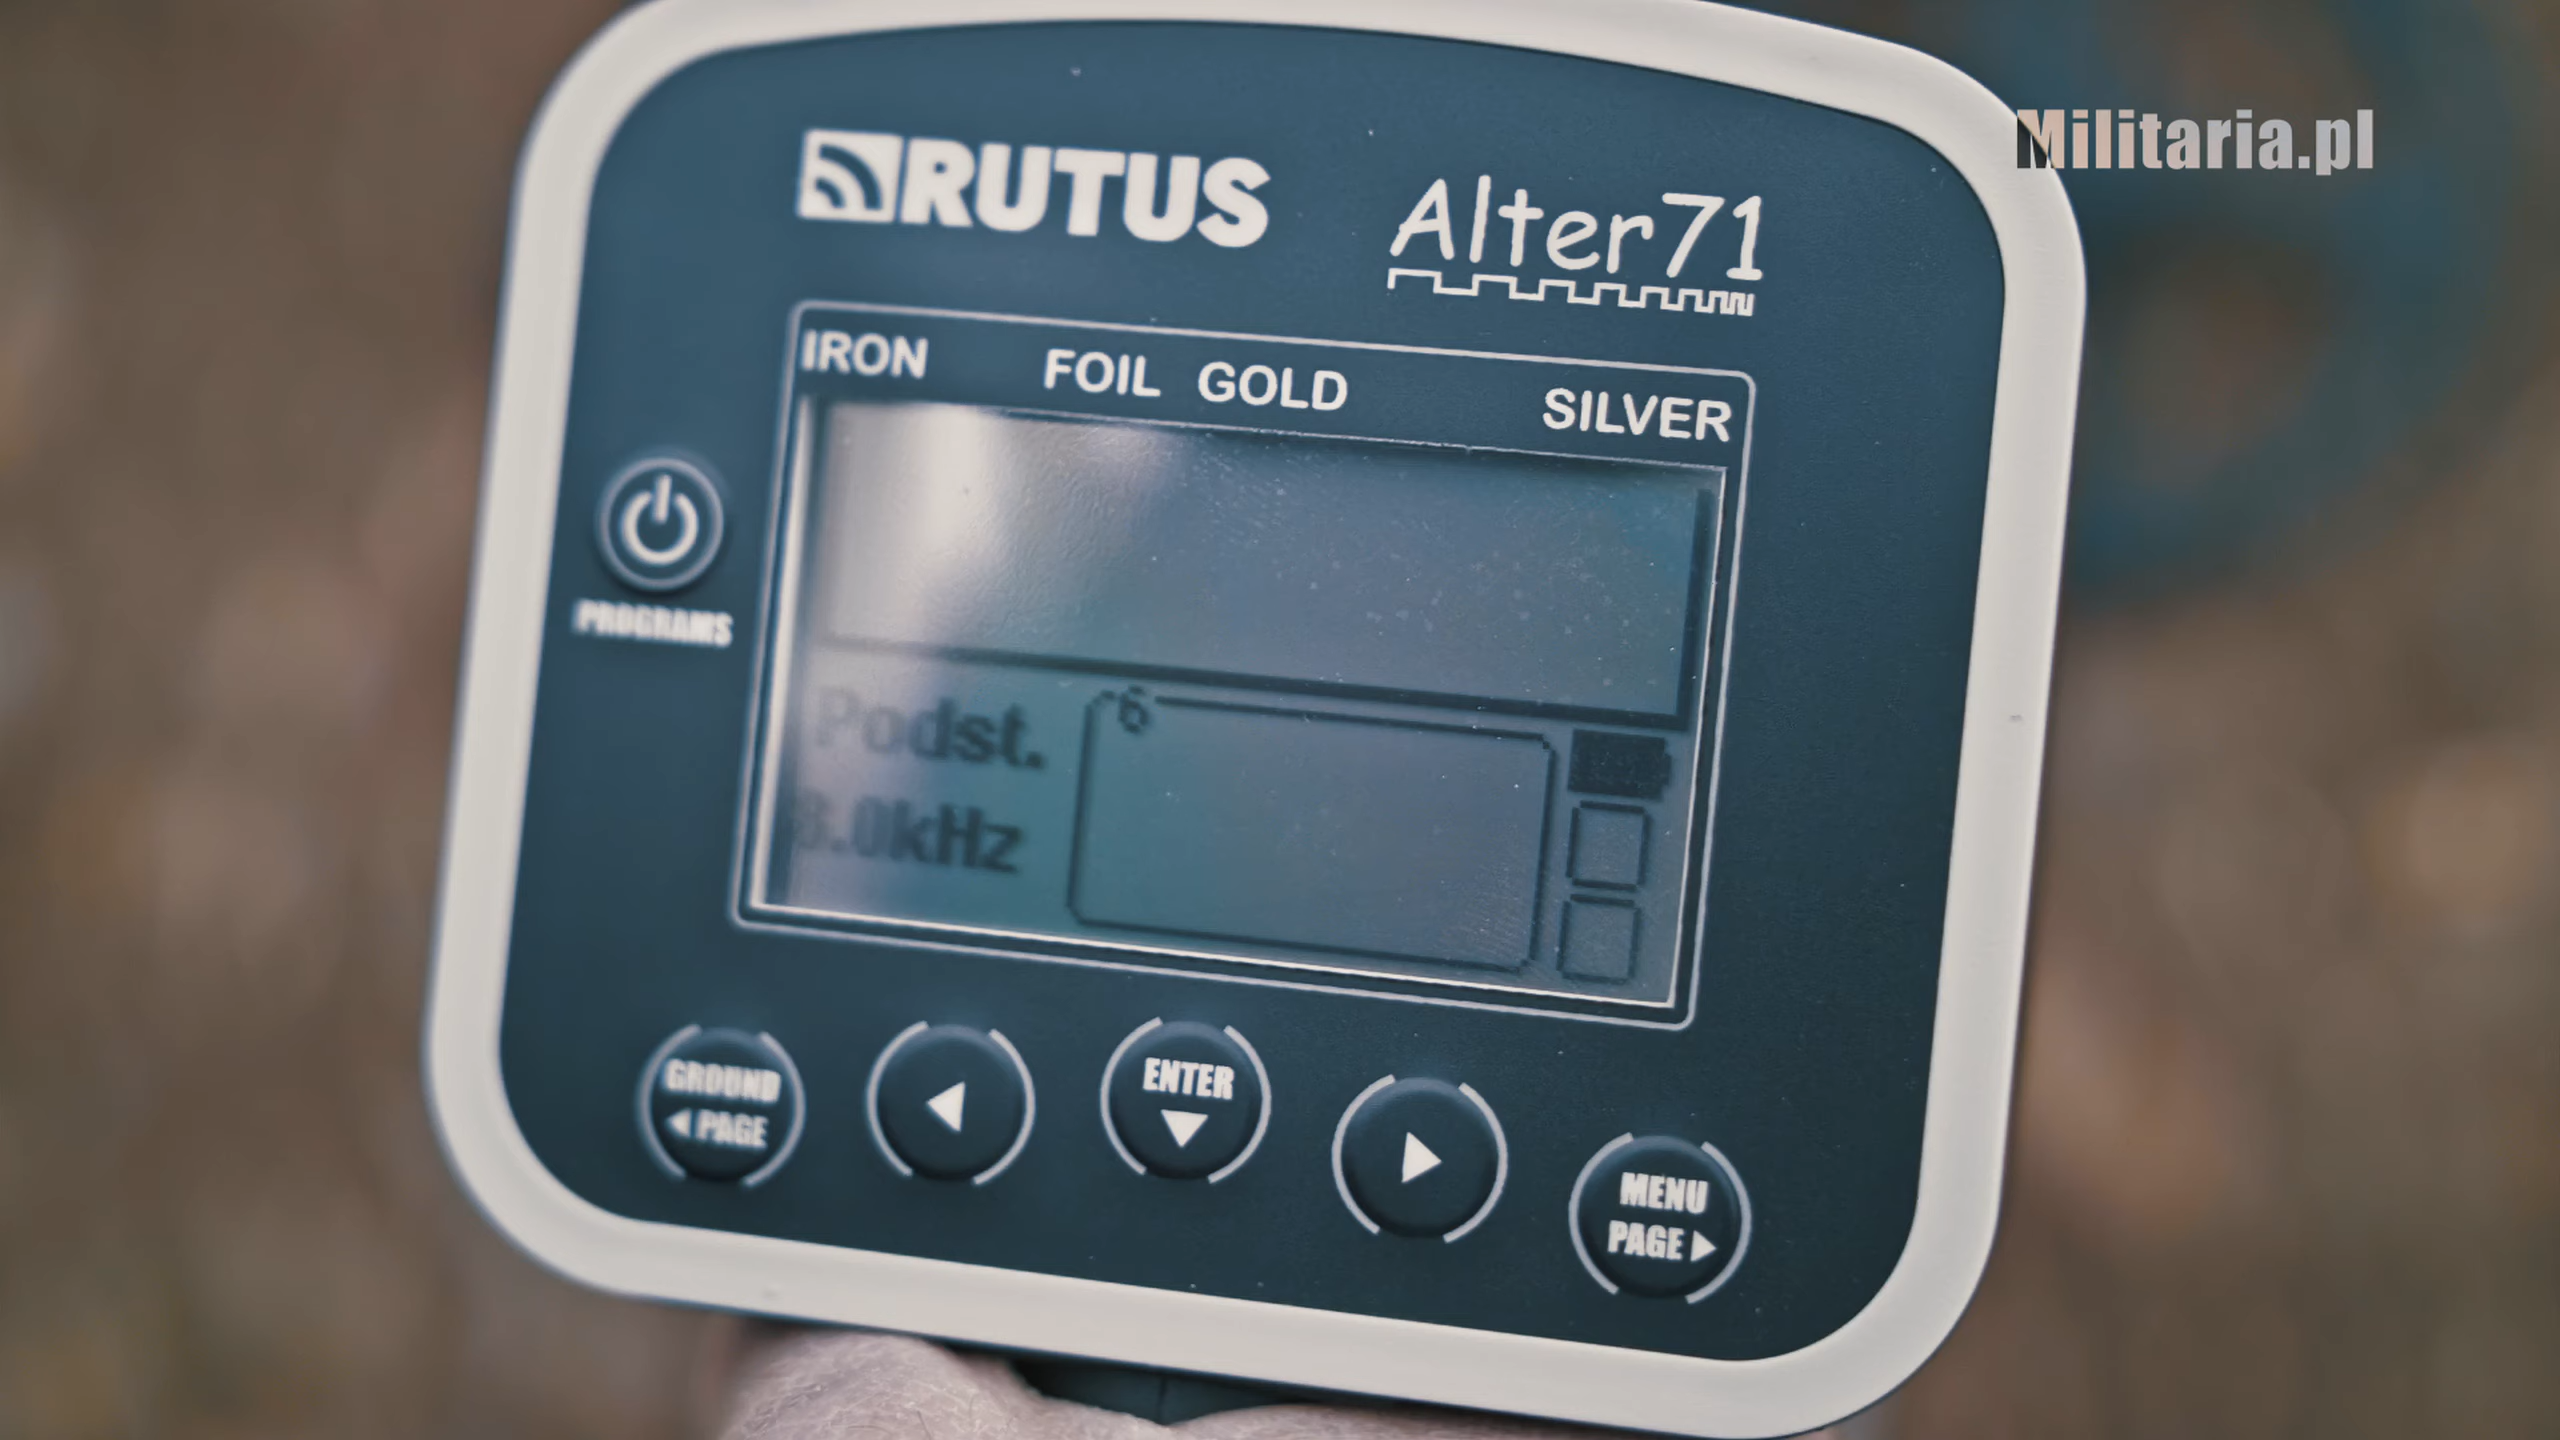 Militaria.pl
RUTUS
Alter71
IRON FOIL GOLD SILVER
PROGRAMS
Podst.
6
kHz
GROUND
◀ PAGE
◀
ENTER
▼
▶
MENU
PAGE ▶